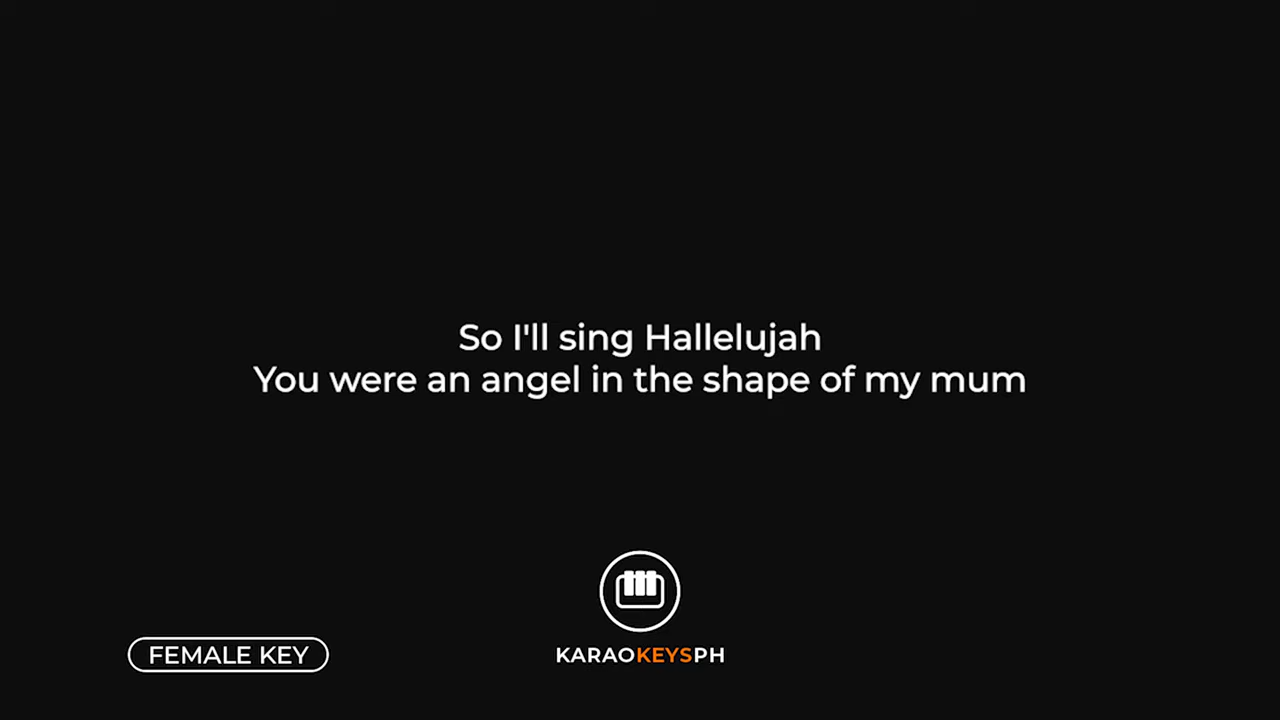 So I'll sing Hallelujah
You were an angel in the shape of my mum
FEMALE KEY
KARAOKEYSPH